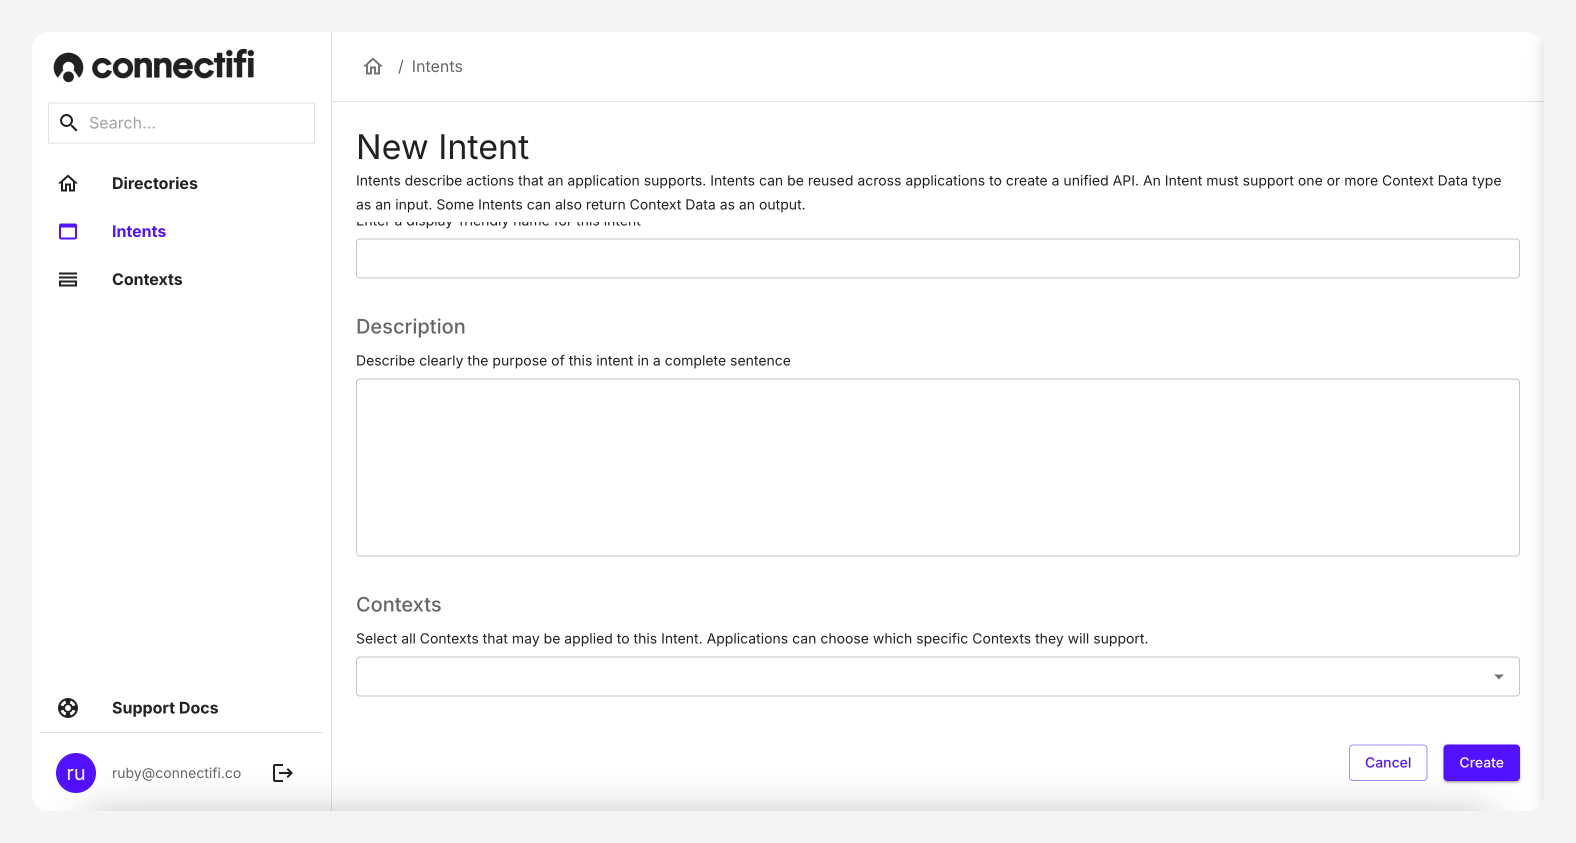 connectifi
Search...
Directories
Intents
Contexts
Support Docs
ru
ruby@connectifi.co
/ Intents
New Intent
Intents describe actions that an application supports. Intents can be reused across applications to create a unified API. An Intent must support one or more Context Data type
as an input. Some Intents can also return Context Data as an output.
Enter a display friendly name for this intent
Description
Describe clearly the purpose of this intent in a complete sentence
Contexts
Select all Contexts that may be applied to this Intent. Applications can choose which specific Contexts they will support.
Cancel
Create